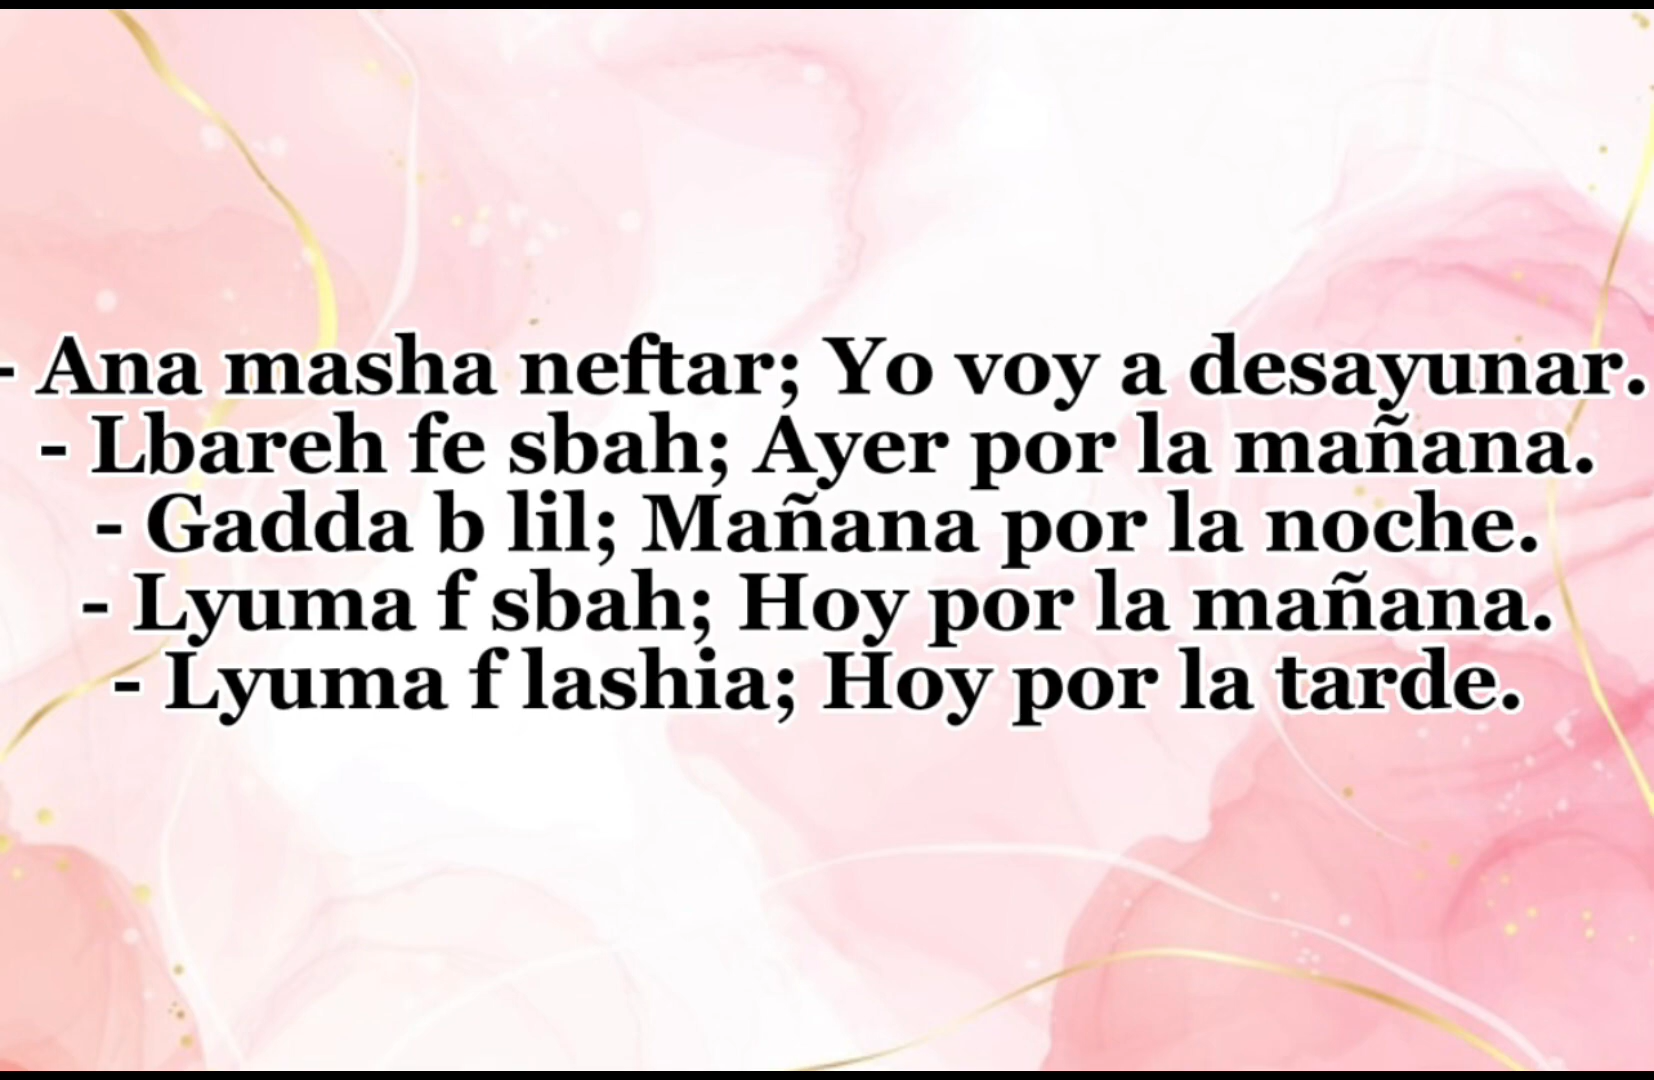 - Ana masha neftar; Yo voy a desayunar.
- Lbareh fe sbah; Ayer por la mañana.
- Gadda b lil; Mañana por la noche.
- Lyuma f sbah; Hoy por la mañana.
- Lyuma f lashia; Hoy por la tarde.